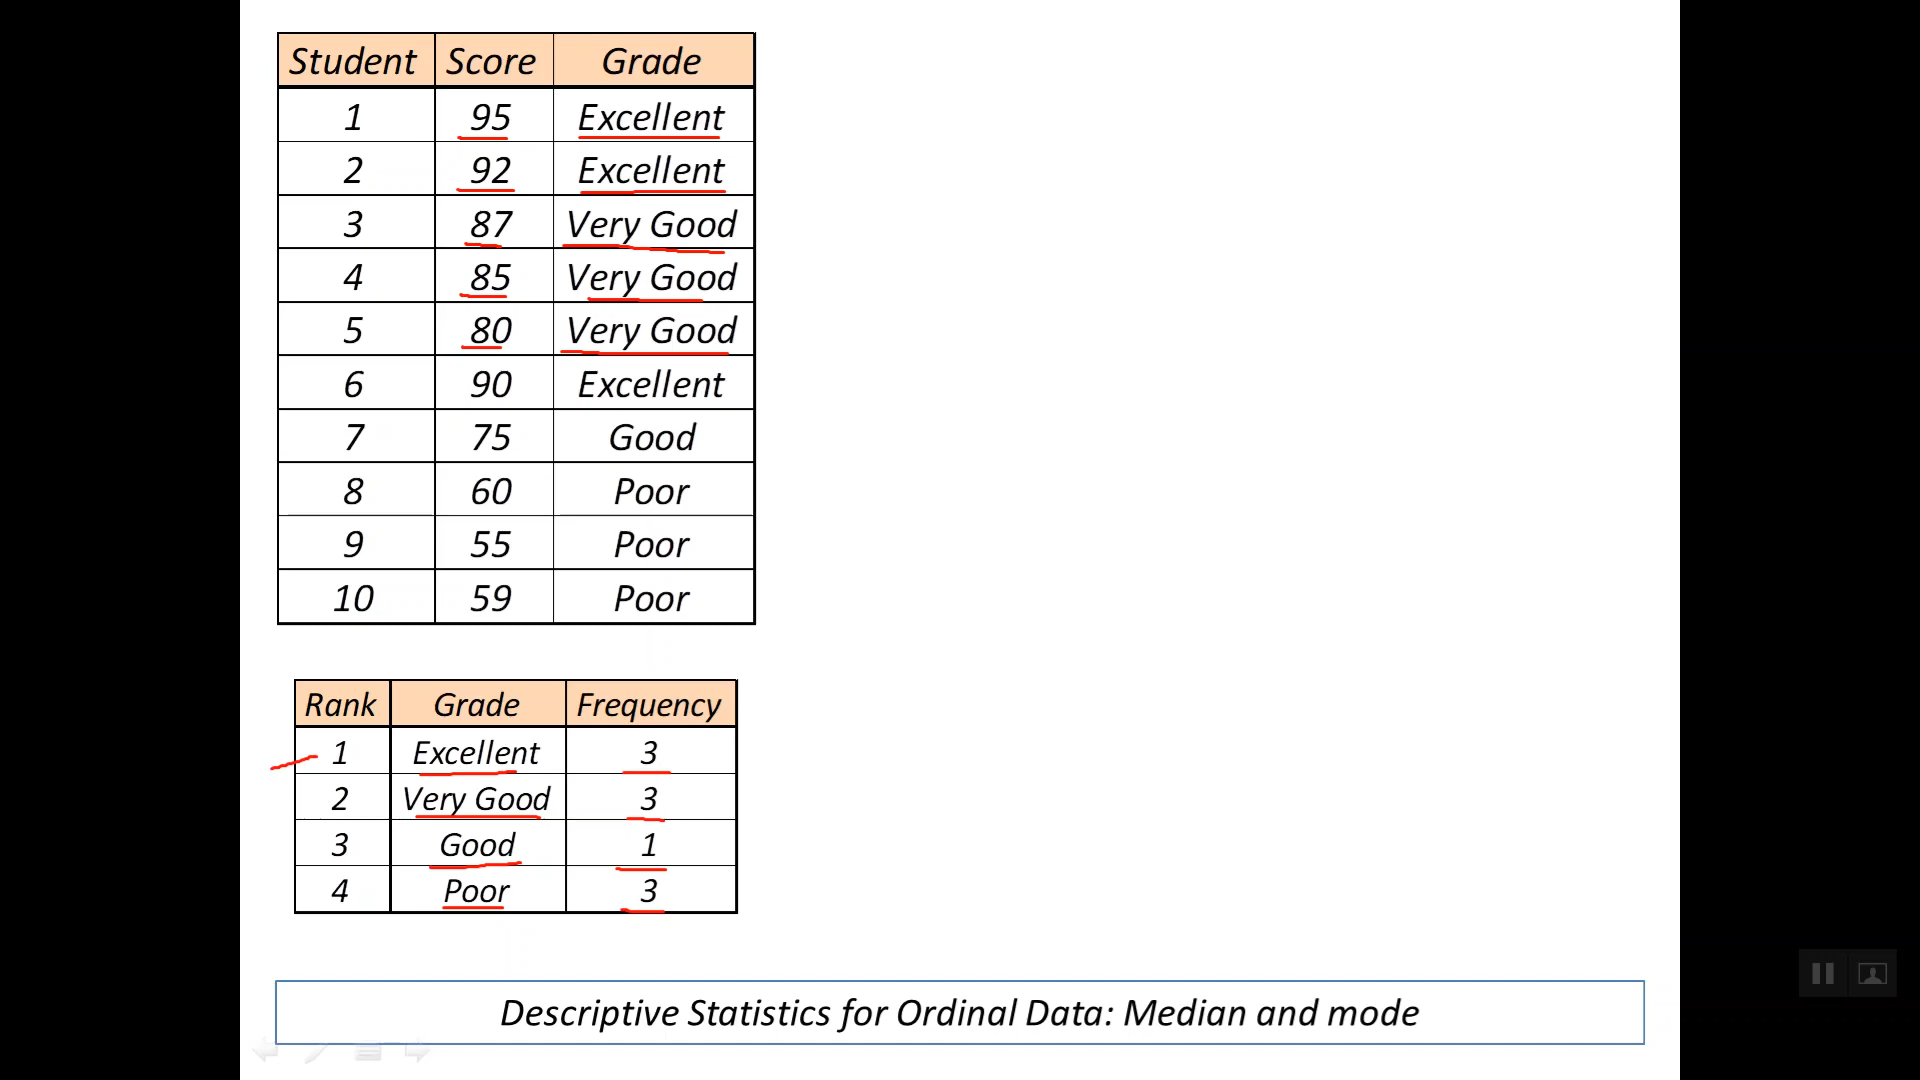 Student Score Grade
1 95 Excellent
2 92 Excellent
3 87 Very Good
4 85 Very Good
5 80 Very Good
6 90 Excellent
7 75 Good
8 60 Poor
9 55 Poor
10 59 Poor
Rank Grade Frequency
1 Excellent 3
2 Very Good 3
3 Good 1
4 Poor 3
Descriptive Statistics for Ordinal Data: Median and mode